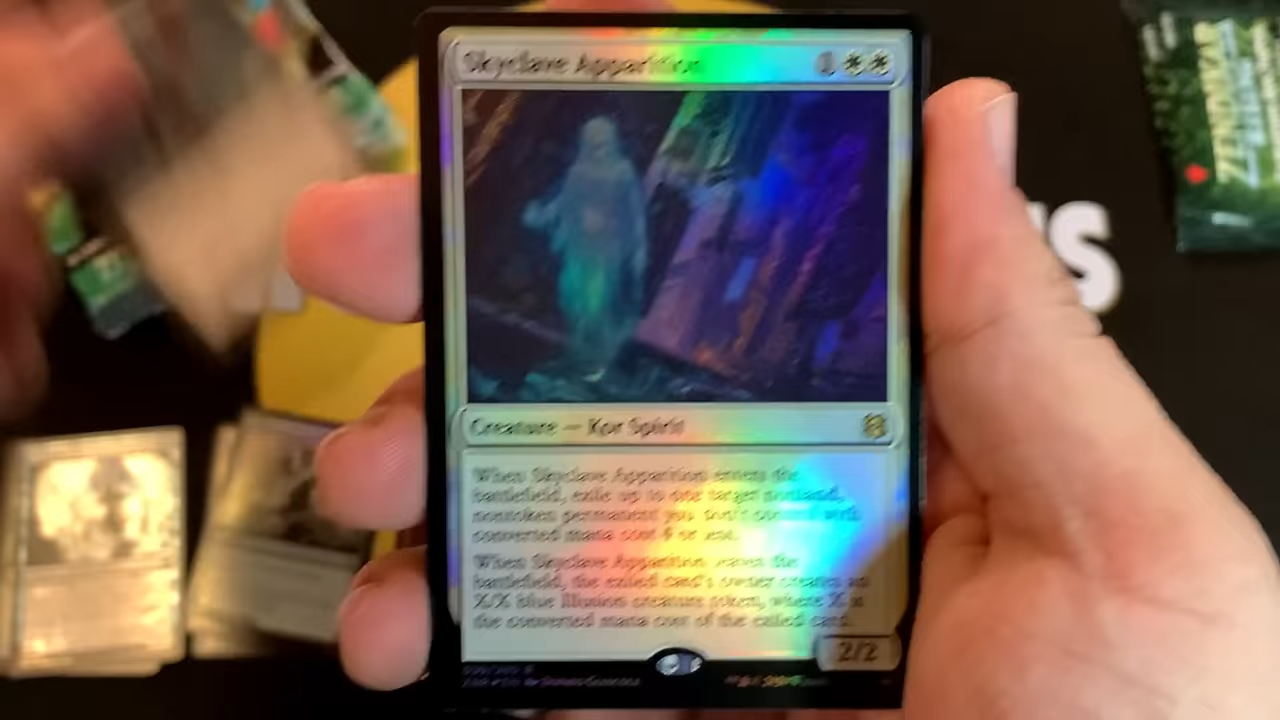 Skyclave Apparition 1
Creature — Kor Spirit
When Skyclave Apparition enters the
battlefield, exile up to one target nonland,
nontoken permanent you don't control with
converted mana cost 4 or less.
When Skyclave Apparition leaves the
battlefield, the exiled card's owner creates an
X/X blue Illusion creature token, where X is
the converted mana cost of the exiled card.
2/2